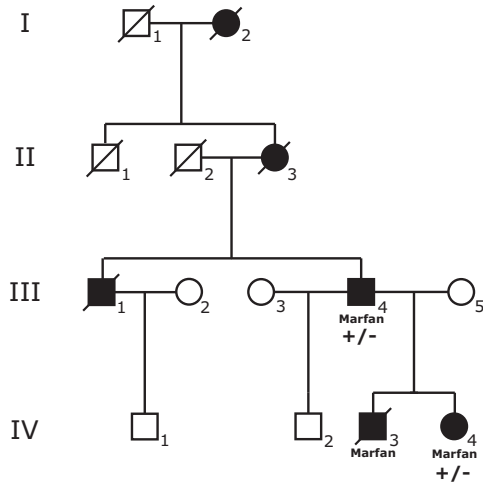 I
1 2
II
1 2 3
III
1 2 3 4 5
Marfan
+/-
IV
1 2 3 4
Marfan Marfan
+/-